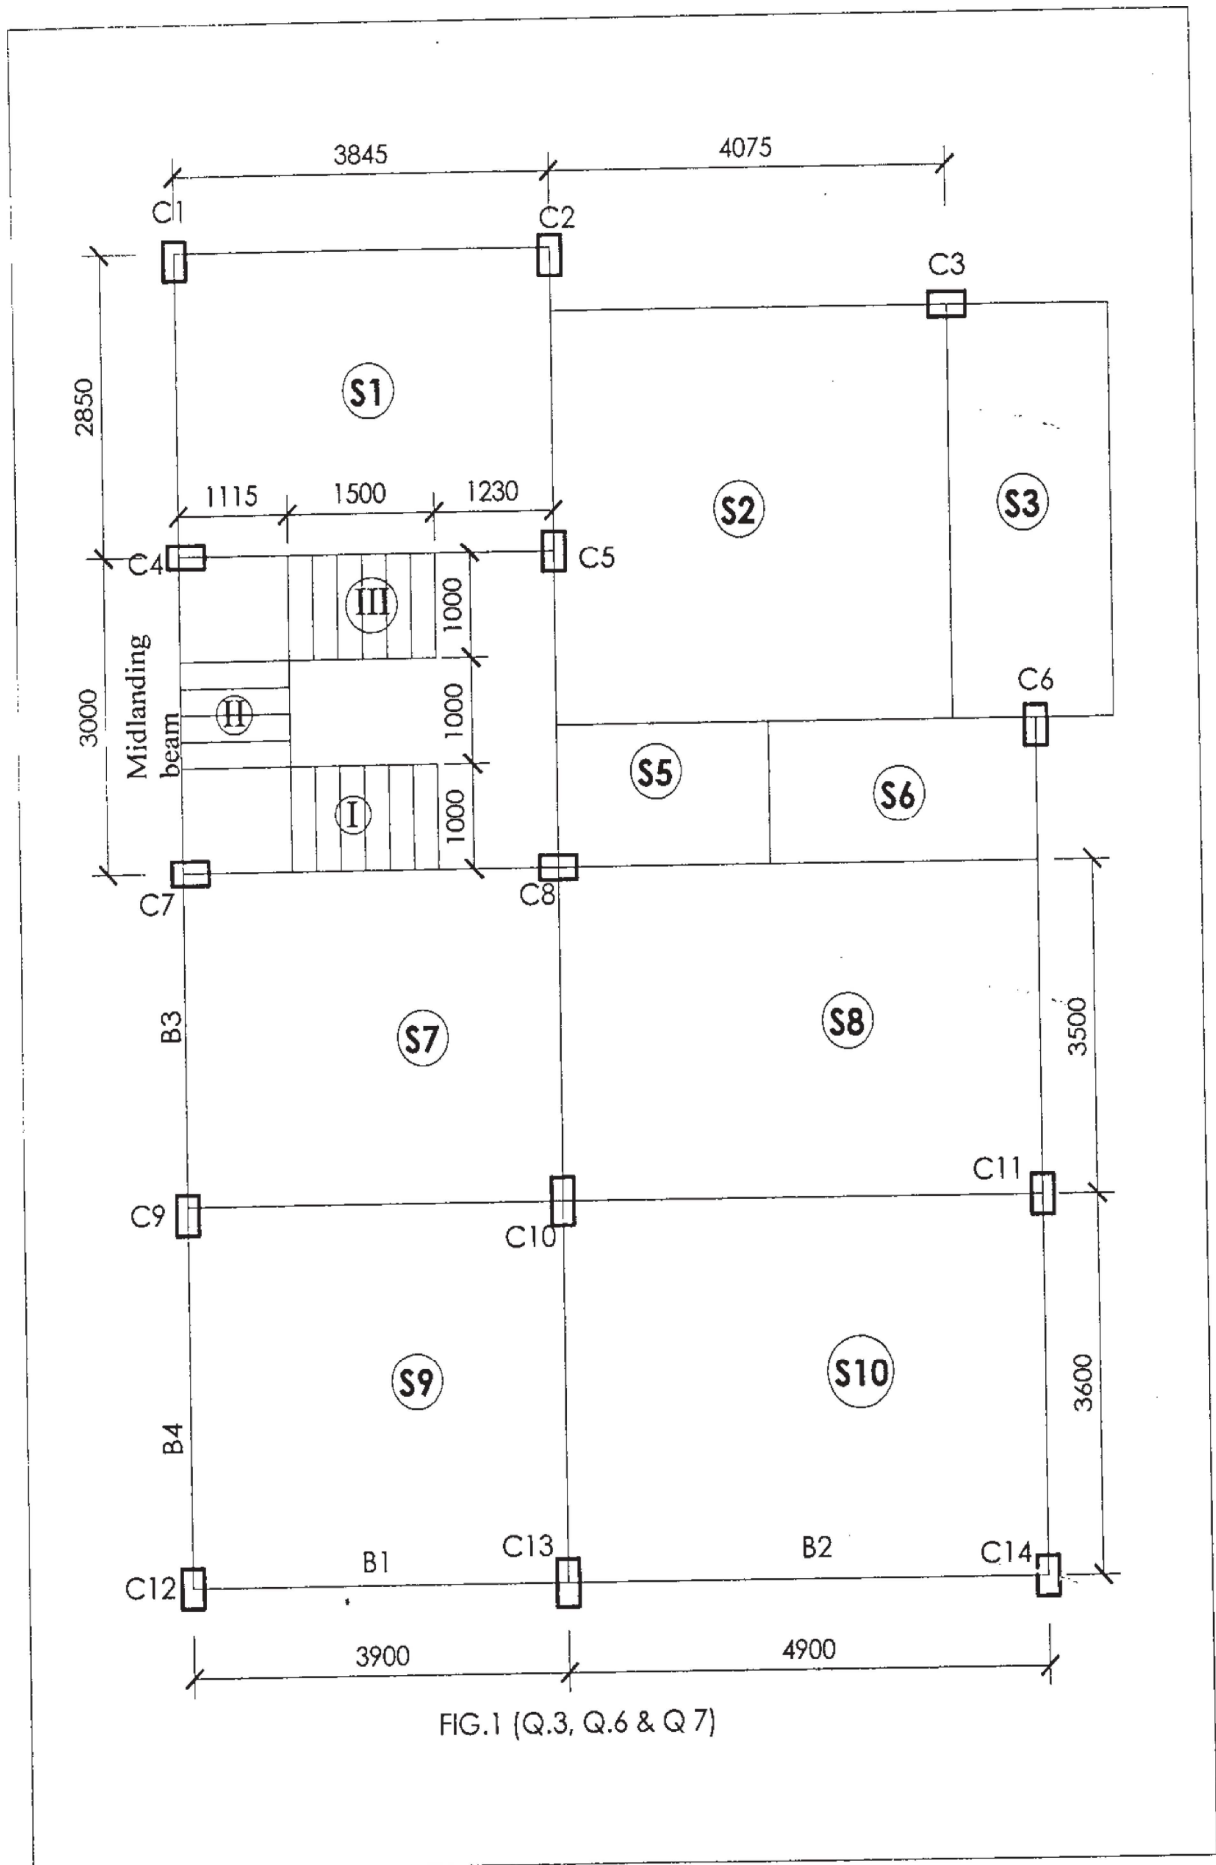 3845
4075
C1
C2
C3
2850
S1
1115
1500
1230
S2
S3
C4
C5
III
1000
Midlanding
beam
3000
II
1000
C6
S5
S6
I
1000
C7
C8
B3
S7
S8
3500
C9
C10
C11
S9
S10
3600
B4
C12
B1
C13
B2
C14
3900
4900
FIG.1 (Q.3, Q.6 & Q 7)